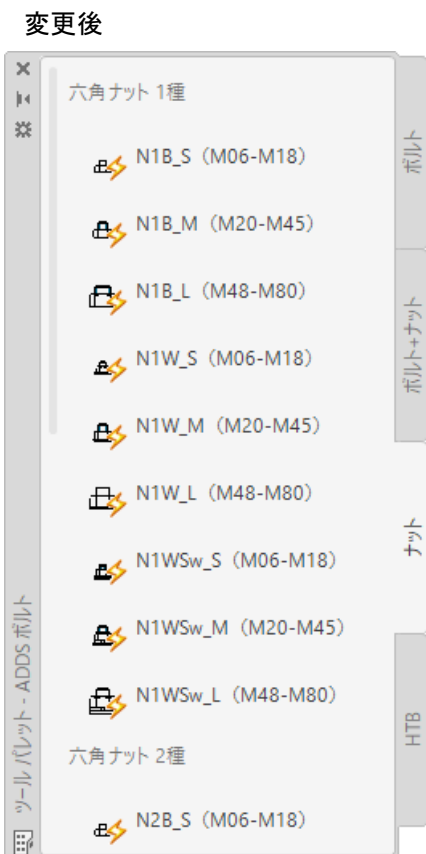 変更後
六角ナット 1種
N1B_S（M06-M18）
N1B_M（M20-M45）
N1B_L（M48-M80）
N1W_S（M06-M18）
N1W_M（M20-M45）
N1W_L（M48-M80）
N1WSw_S（M06-M18）
N1WSw_M（M20-M45）
N1WSw_L（M48-M80）
六角ナット 2種
N2B_S（M06-M18）
ボルト
ボルト+ナット
ナット
HTB
ツール パレット - ADDS ボルト